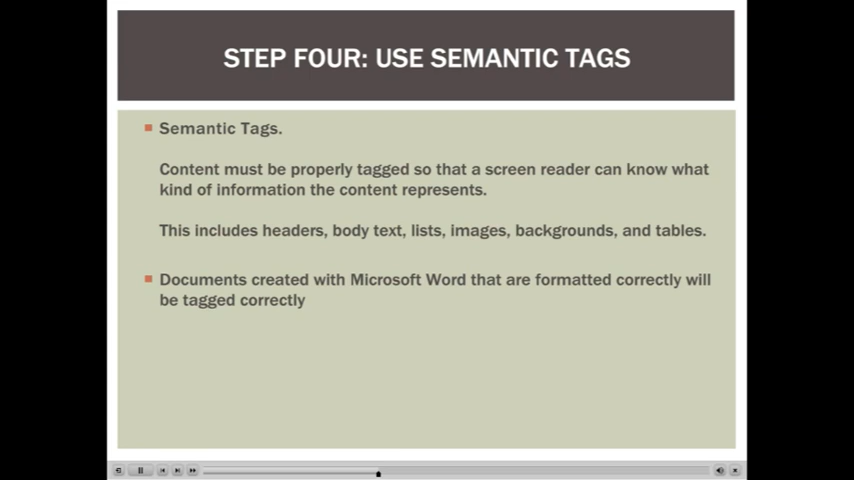 STEP FOUR: USE SEMANTIC TAGS
Semantic Tags.
Content must be properly tagged so that a screen reader can know what
kind of information the content represents.
This includes headers, body text, lists, images, backgrounds, and tables.
Documents created with Microsoft Word that are formatted correctly will
be tagged correctly